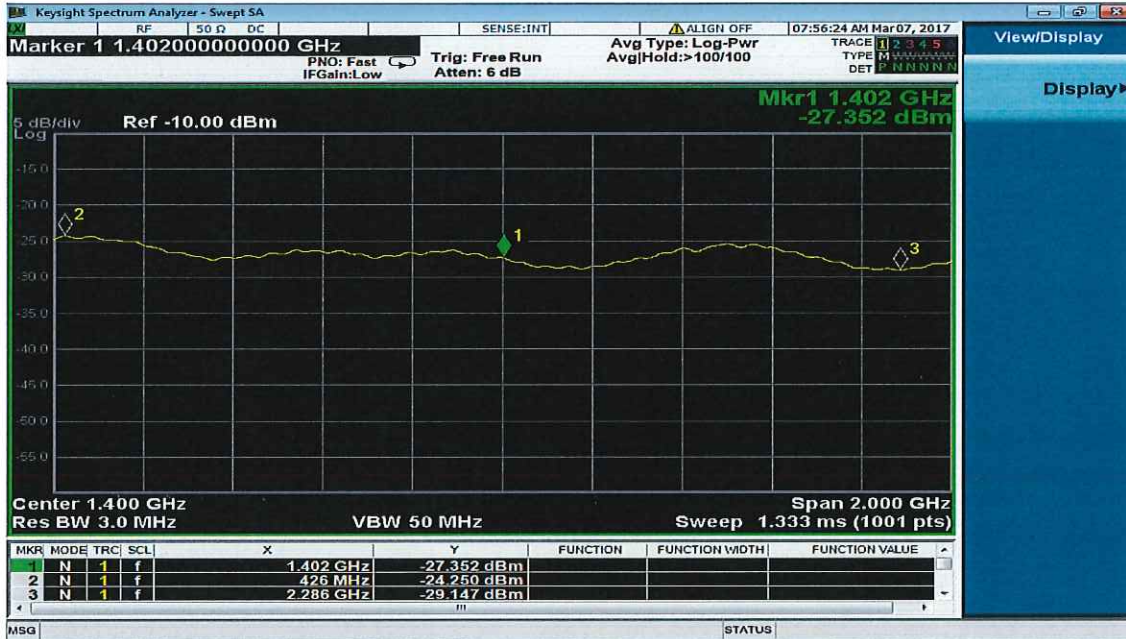 Keysight Spectrum Analyzer - Swept SA
RF 50 Ω DC SENSE:INT ALIGN OFF 07:56:24 AM Mar 07, 2017
Marker 1 1.402000000000 GHz
PNO: Fast
IFGain:Low
Trig: Free Run
Atten: 6 dB
Avg Type: Log-Pwr
Avg|Hold:>100/100
TRACE 1 2 3 4 5
TYPE M
DET P N N N N N
View/Display
Display
Mkr1 1.402 GHz
-27.352 dBm
5 dB/div Ref -10.00 dBm
Log
-15.0
-20.0
-25.0
-30.0
-35.0
-40.0
-45.0
-50.0
-55.0
2
1
3
Center 1.400 GHz Span 2.000 GHz
Res BW 3.0 MHz VBW 50 MHz Sweep 1.333 ms (1001 pts)
MKR MODE TRC SCL X Y FUNCTION FUNCTION WIDTH FUNCTION VALUE
1 N 1 f 1.402 GHz -27.352 dBm
2 N 1 f 426 MHz -24.250 dBm
3 N 1 f 2.286 GHz -29.147 dBm
MSG STATUS